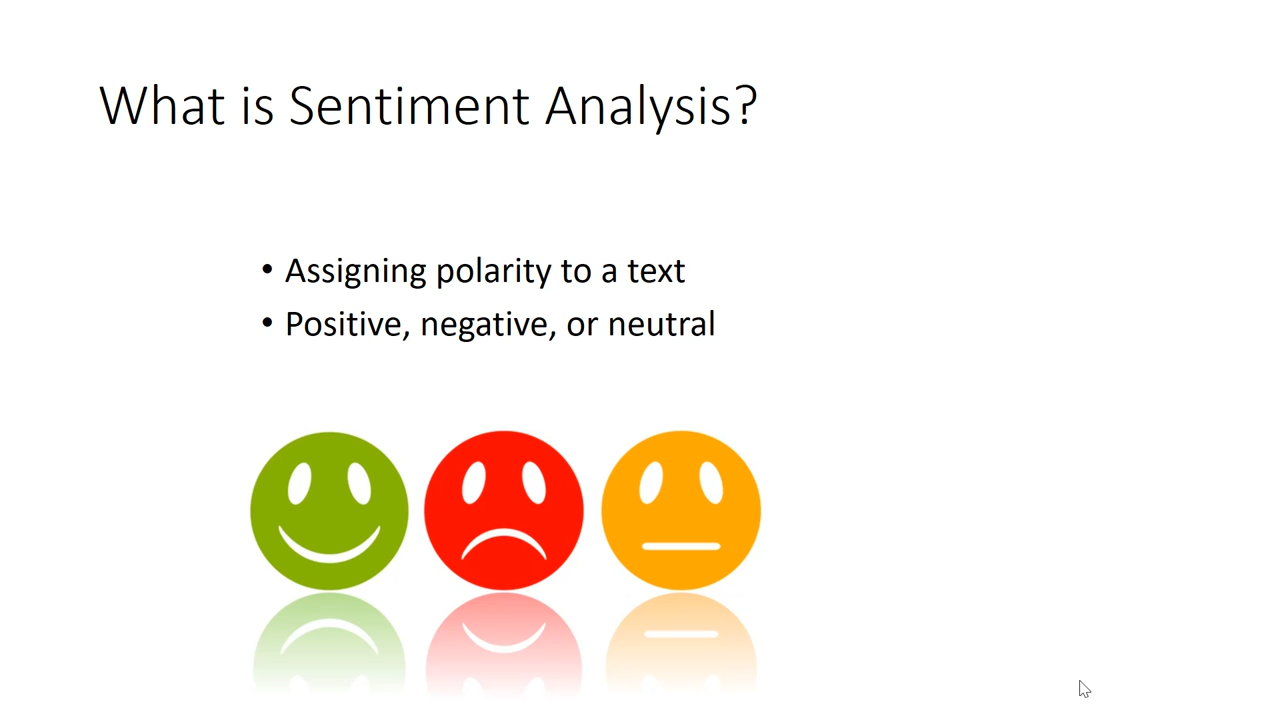 What is Sentiment Analysis?
• Assigning polarity to a text
• Positive, negative, or neutral